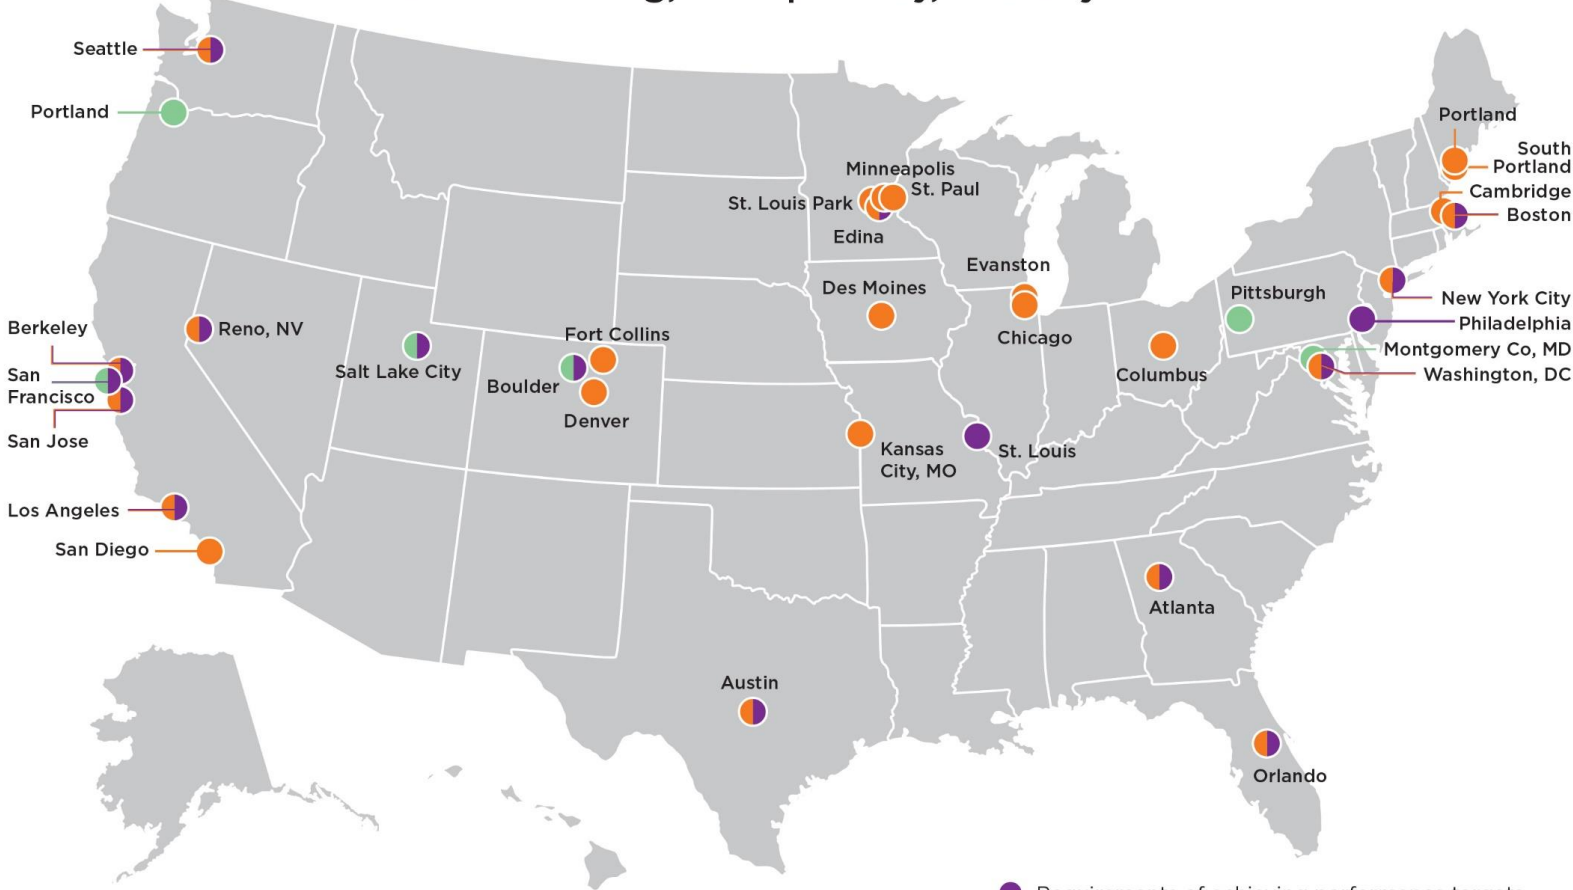 Seattle
Portland
Portland
South
Portland
Cambridge
Boston
Minneapolis
St. Paul
St. Louis Park
Edina
Evanston
Des Moines
Chicago
New York City
Pittsburgh
Philadelphia
Montgomery Co, MD
Washington, DC
Berkeley
Reno, NV
San
Francisco
San Jose
Salt Lake City
Fort Collins
Boulder
Denver
Columbus
Kansas
City, MO
St. Louis
Los Angeles
San Diego
Atlanta
Austin
Orlando